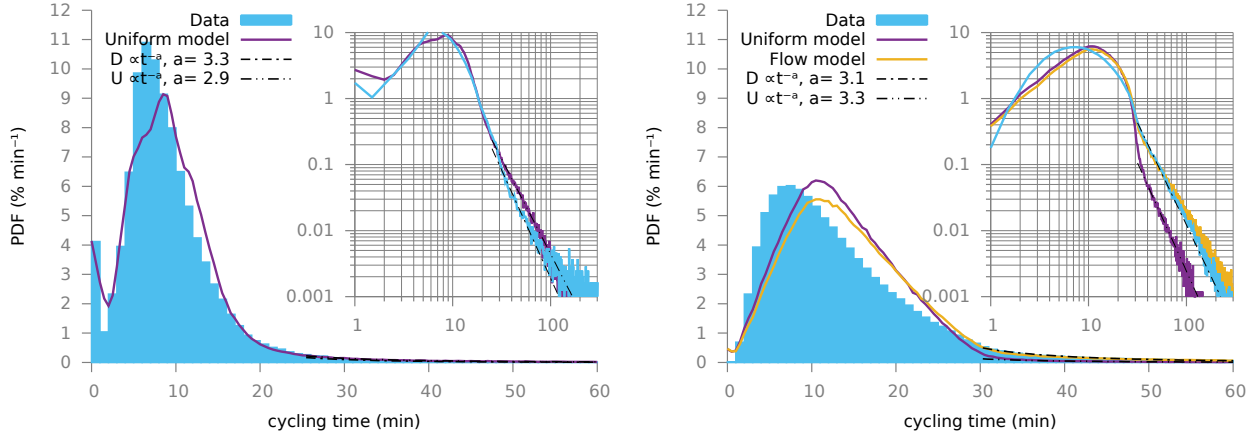 12
11
10
9
8
7
6
5
4
3
2
1
0
PDF (% min⁻¹)
Data
Uniform model
D ∝t⁻ᵃ, a= 3.3
U ∝t⁻ᵃ, a= 2.9
10
1
0.1
0.01
0.001
1 10 100
0 10 20 30 40 50 60
cycling time (min)
12
11
10
9
8
7
6
5
4
3
2
1
0
PDF (% min⁻¹)
Data
Uniform model
Flow model
D ∝t⁻ᵃ, a= 3.1
U ∝t⁻ᵃ, a= 3.3
10
1
0.1
0.01
0.001
1 10 100
0 10 20 30 40 50 60
cycling time (min)